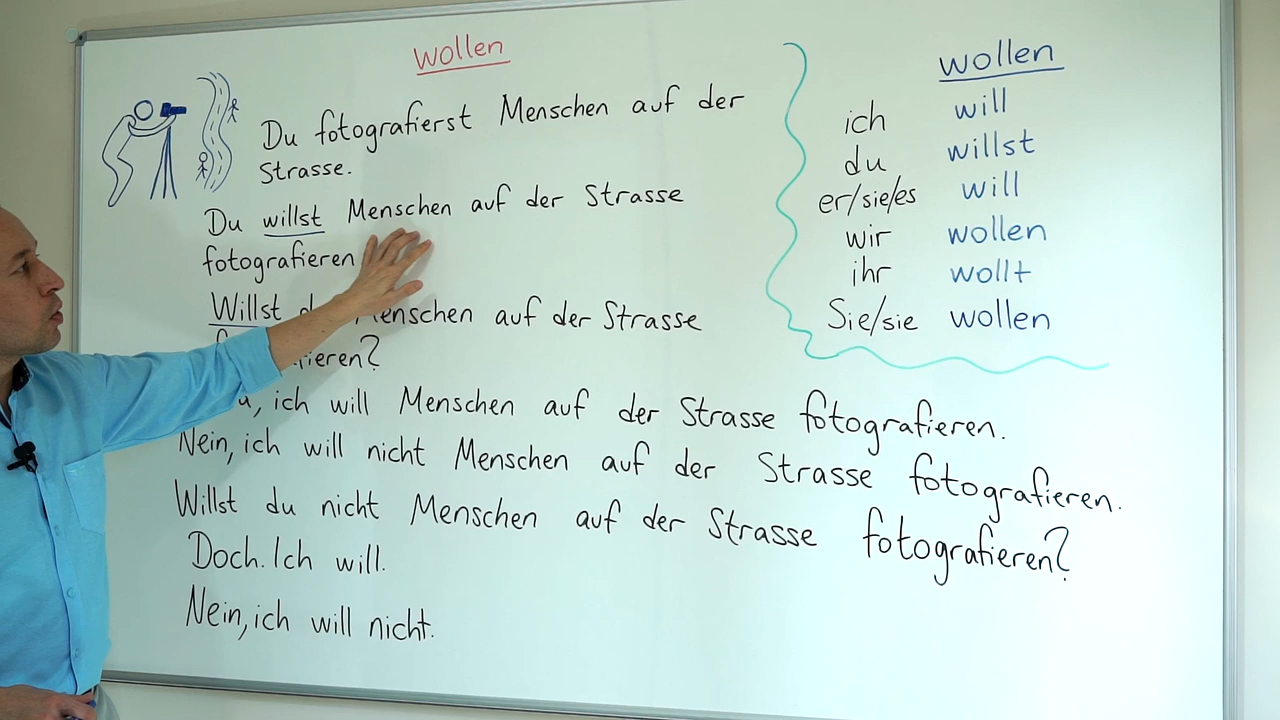 wollen
Du fotografierst Menschen auf der
Strasse.
Du willst Menschen auf der Strasse
fotografieren
Willst Menschen auf der Strasse
fotografieren?
ich will Menschen auf der Strasse fotografieren.
Nein, ich will nicht Menschen auf der Strasse fotografieren.
Willst du nicht Menschen auf der Strasse fotografieren?
Doch. Ich will.
Nein, ich will nicht.
wollen
ich will
du willst
er/sie/es will
wir wollen
ihr wollt
Sie/sie wollen